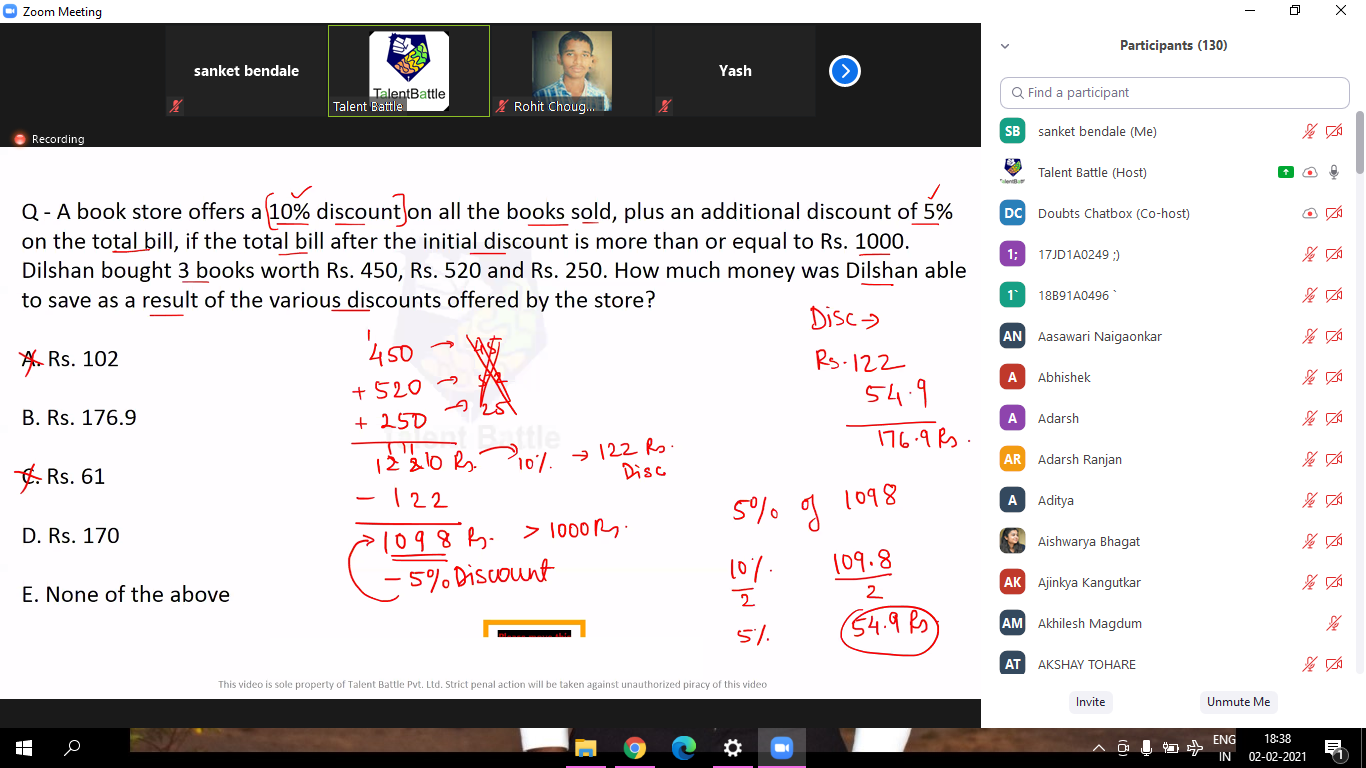 Zoom Meeting
sanket bendale
TalentBattle
Talent Battle
Rohit Choug...
Yash
Recording
Q - A book store offers a [10% discount] on all the books sold, plus an additional discount of 5%
on the total bill, if the total bill after the initial discount is more than or equal to Rs. 1000.
Dilshan bought 3 books worth Rs. 450, Rs. 520 and Rs. 250. How much money was Dilshan able
to save as a result of the various discounts offered by the store?
A. Rs. 102
B. Rs. 176.9
C. Rs. 61
D. Rs. 170
E. None of the above
1
450 → 45
+ 520 → 52
+ 250 → 25
1220 Rs. → 10% → 122 Rs.
Disc
- 122
1098 Rs. > 1000 Rs.
- 5% Discount
Disc →
Rs. 122
54.9
176.9 Rs.
5% of 1098
10% 109.8
2 2
5% 54.9 Rs
Talent Battle
This video is sole property of Talent Battle Pvt. Ltd. Strict penal action will be taken against unauthorized piracy of this video
Participants (130)
Find a participant
SB sanket bendale (Me)
Talent Battle (Host)
DC Doubts Chatbox (Co-host)
1; 17JD1A0249 ;)
1` 18B91A0496 `
AN Aasawari Naigaonkar
A Abhishek
A Adarsh
AR Adarsh Ranjan
A Aditya
Aishwarya Bhagat
AK Ajinkya Kangutkar
AM Akhilesh Magdum
AT AKSHAY TOHARE
Invite
Unmute Me
ENG
IN
18:38
02-02-2021
1